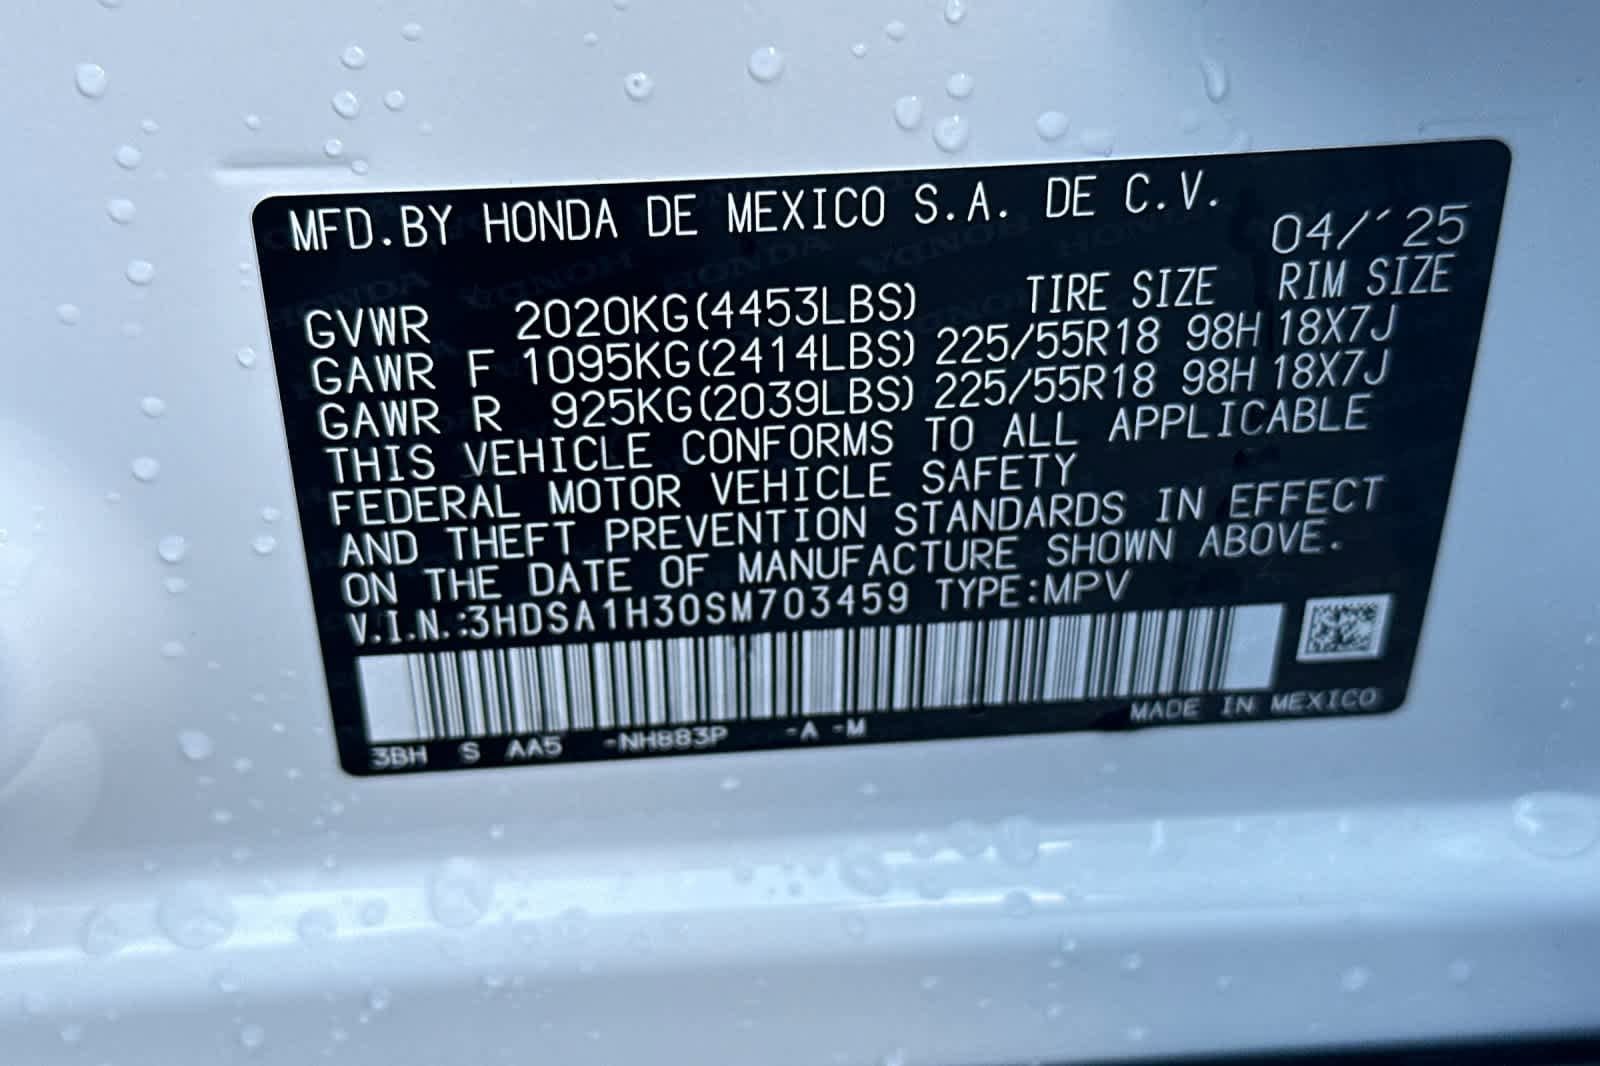 MFD.BY HONDA DE MEXICO S.A. DE C.V.
04/´25
TIRE SIZE RIM SIZE
GVWR 2020KG(4453LBS)
GAWR F 1095KG(2414LBS) 225/55R18 98H 18X7J
GAWR R 925KG(2039LBS) 225/55R18 98H 18X7J
THIS VEHICLE CONFORMS TO ALL APPLICABLE
FEDERAL MOTOR VEHICLE SAFETY
AND THEFT PREVENTION STANDARDS IN EFFECT
ON THE DATE OF MANUFACTURE SHOWN ABOVE.
V.I.N.:3HDSA1H30SM703459 TYPE:MPV
3BH S AA5 -NH883P -A -M
MADE IN MEXICO